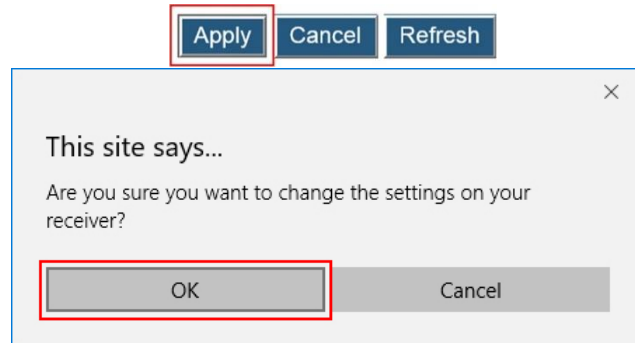 Apply Cancel Refresh
This site says...
Are you sure you want to change the settings on your
receiver?
OK Cancel